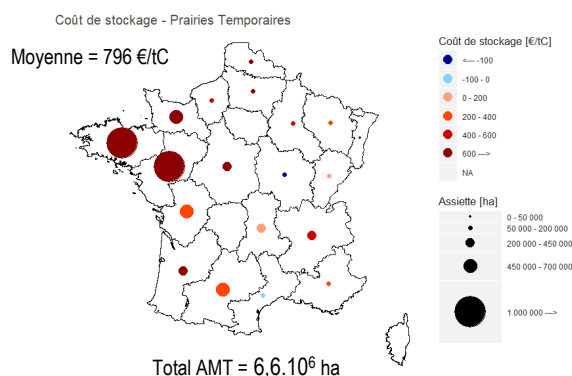 Coût de stockage - Prairies Temporaires
Moyenne = 796 €/tC
Coût de stockage [€/tC]
<--- -100
-100 - 0
0 - 200
200 - 400
400 - 600
600 --->
NA
Assiette [ha]
0 - 50 000
50 000 - 200 000
200 000 - 450 000
450 000 - 700 000
1 000 000 --->
Total AMT = 6,6.10⁶ ha